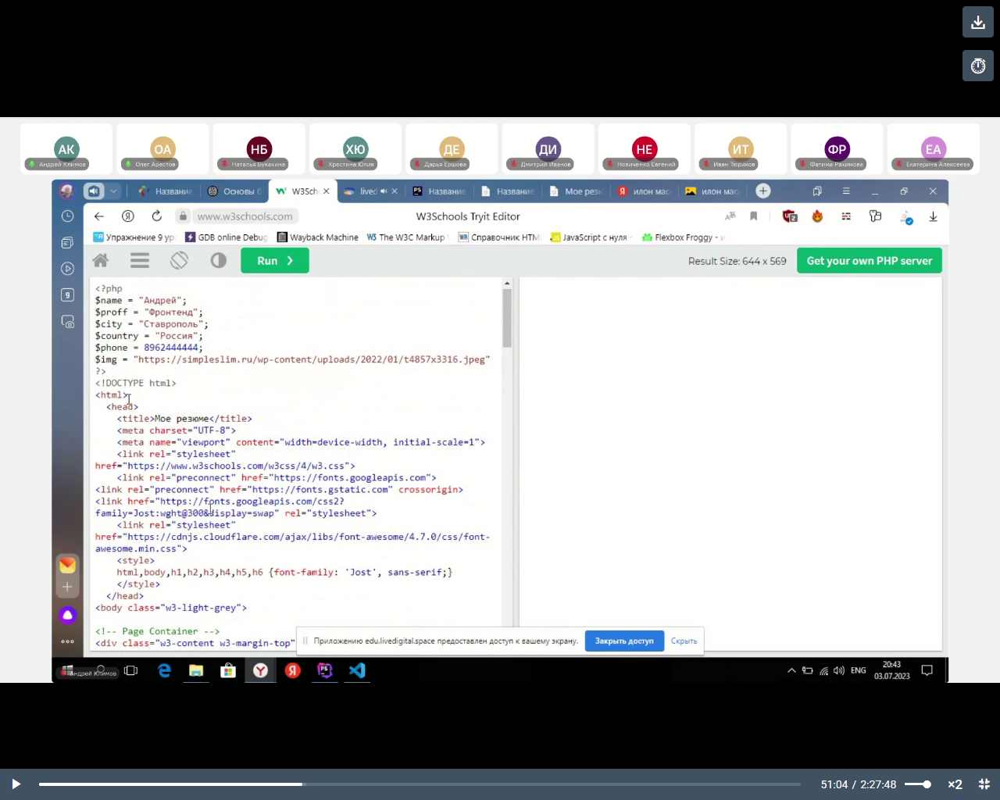 АК ОА НБ ХЮ ДЕ ДИ НЕ ИТ ФР ЕА
Андрей Климов Олег Арестов Наталья Букахина Хрестина Юлия Дарья Ершова Дмитрий Иванов Новиченко Евгений Иван Тюриков Фатима Рахимова Екатерина Алексеева
Название Основы W3Sch lived Название Название Мое рез илон мас илон мас
www.w3schools.com W3Schools Tryit Editor 2
Упражнение 9 GDB online Debug Wayback Machine The W3C Markup Справочник HTM JavaScript с нуля - Flexbox Froggy -
Run ❯ Result Size: 644 x 569 Get your own PHP server
9
<?php
$name = "Андрей";
$proff = "Фронтенд";
$city = "Ставрополь";
$country = "Россия";
$phone = 8962444444;
$img = "https://simpleslim.ru/wp-content/uploads/2022/01/t4857x3316.jpeg"
?>
<!DOCTYPE html>
<html>
<head>
<title>Мое резюме</title>
<meta charset="UTF-8">
<meta name="viewport" content="width=device-width, initial-scale=1">
<link rel="stylesheet"
href="https://www.w3schools.com/w3css/4/w3.css">
<link rel="preconnect" href="https://fonts.googleapis.com">
<link rel="preconnect" href="https://fonts.gstatic.com" crossorigin>
<link href="https://fonts.googleapis.com/css2?
family=Jost:wght@300&display=swap" rel="stylesheet">
<link rel="stylesheet"
href="https://cdnjs.cloudflare.com/ajax/libs/font-awesome/4.7.0/css/font-
awesome.min.css">
<style>
html,body,h1,h2,h3,h4,h5,h6 {font-family: 'Jost', sans-serif;}
</style>
</head>
<body class="w3-light-grey">
<!-- Page Container -->
<div class="w3-content w3-margin-top"
Приложению edu.livedigital.space предоставлен доступ к вашему экрану. Закрыть доступ Скрыть
Андрей Климов
ENG
20:43
03.07.2023
51:04 / 2:27:48 ×2